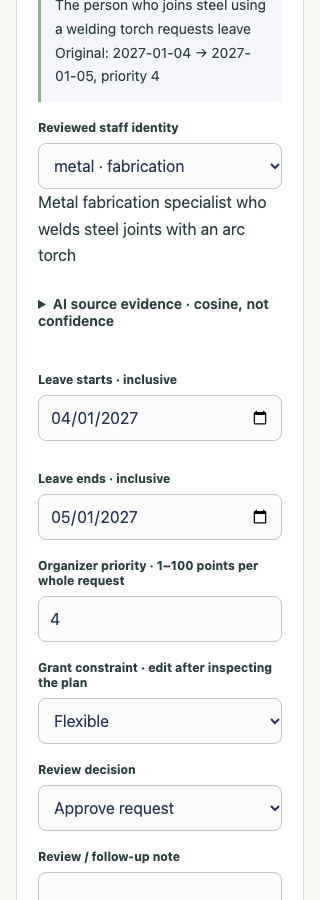 The person who joins steel using
a welding torch requests leave
Original: 2027-01-04 → 2027-
01-05, priority 4
Reviewed staff identity
metal · fabrication
Metal fabrication specialist who
welds steel joints with an arc
torch
▶ AI source evidence · cosine, not
confidence
Leave starts · inclusive
04/01/2027
Leave ends · inclusive
05/01/2027
Organizer priority · 1–100 points per
whole request
4
Grant constraint · edit after inspecting
the plan
Flexible
Review decision
Approve request
Review / follow-up note